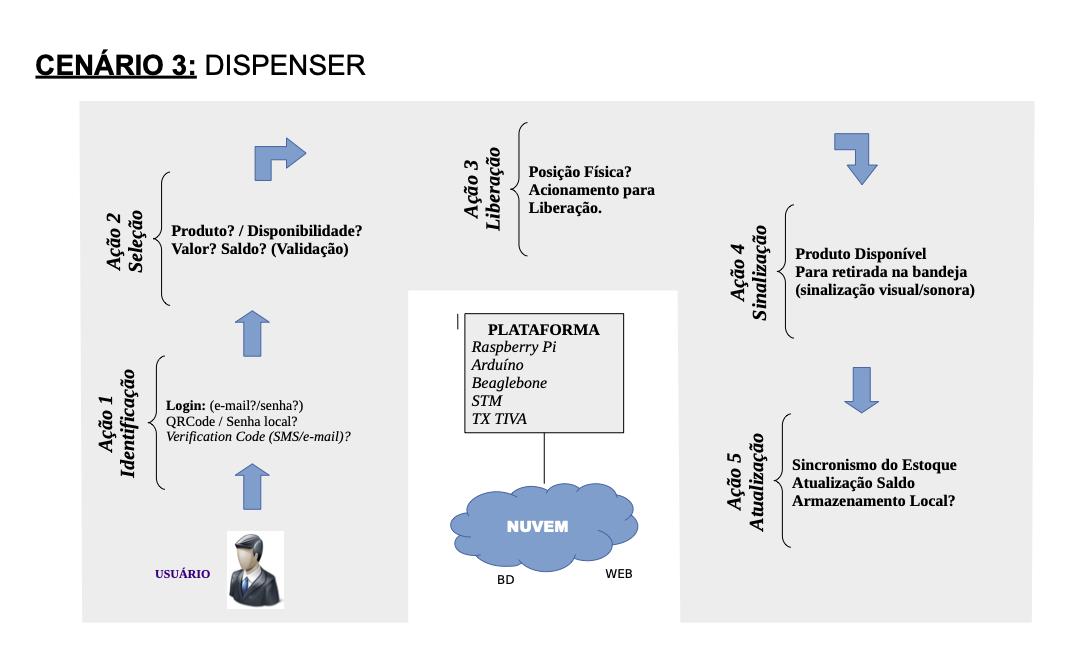 CENÁRIO 3: DISPENSER
USUÁRIO
Ação 1
Identificação
Login: (e-mail?/senha?)
QRCode / Senha local?
Verification Code (SMS/e-mail)?
Ação 2
Seleção
Produto? / Disponibilidade?
Valor? Saldo? (Validação)
Ação 3
Liberação
Posição Física?
Acionamento para
Liberação.
Ação 4
Sinalização
Produto Disponível
Para retirada na bandeja
(sinalização visual/sonora)
Ação 5
Atualização
Sincronismo do Estoque
Atualização Saldo
Armazenamento Local?
PLATAFORMA
Raspberry Pi
Arduíno
Beaglebone
STM
TX TIVA
NUVEM
BD
WEB